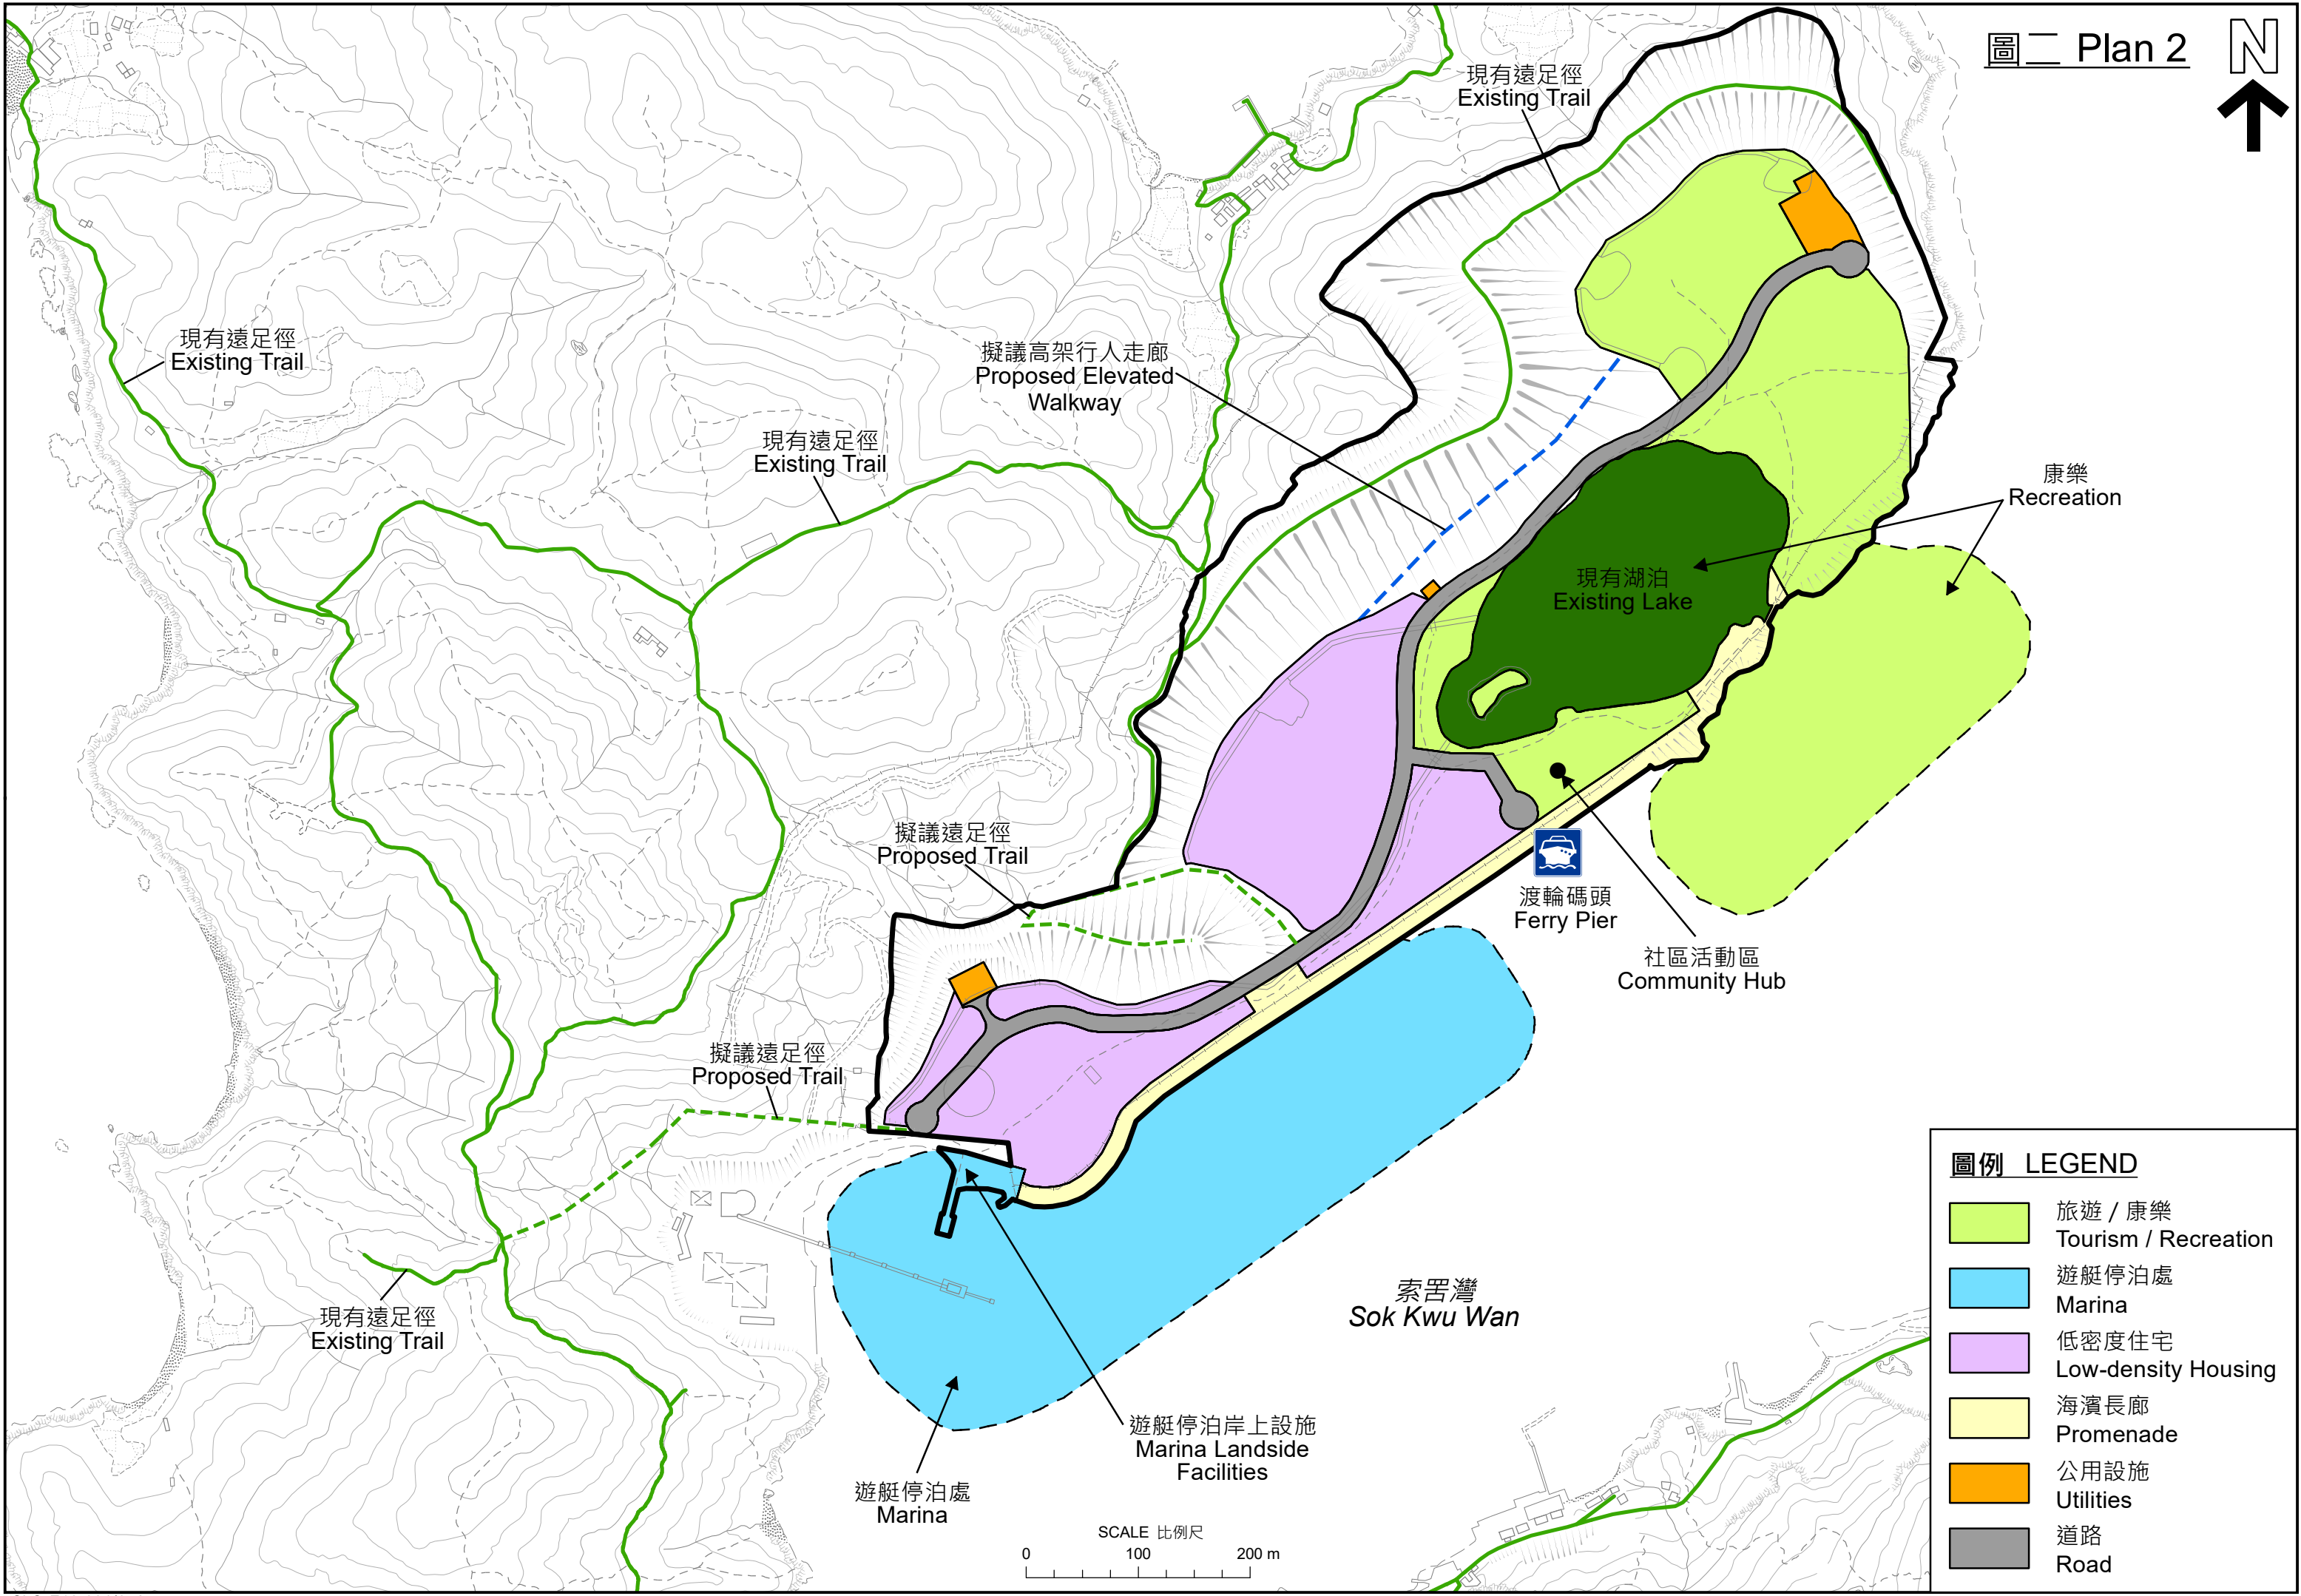 圖二 Plan 2
N
現有遠足徑
Existing Trail
現有遠足徑
Existing Trail
擬議高架行人走廊
Proposed Elevated
Walkway
現有遠足徑
Existing Trail
康樂
Recreation
現有湖泊
Existing Lake
擬議遠足徑
Proposed Trail
渡輪碼頭
Ferry Pier
社區活動區
Community Hub
擬議遠足徑
Proposed Trail
索罟灣
Sok Kwu Wan
現有遠足徑
Existing Trail
遊艇停泊岸上設施
Marina Landside
Facilities
遊艇停泊處
Marina
SCALE 比例尺
0 100 200 m
圖例 LEGEND
旅遊 / 康樂
Tourism / Recreation
遊艇停泊處
Marina
低密度住宅
Low-density Housing
海濱長廊
Promenade
公用設施
Utilities
道路
Road